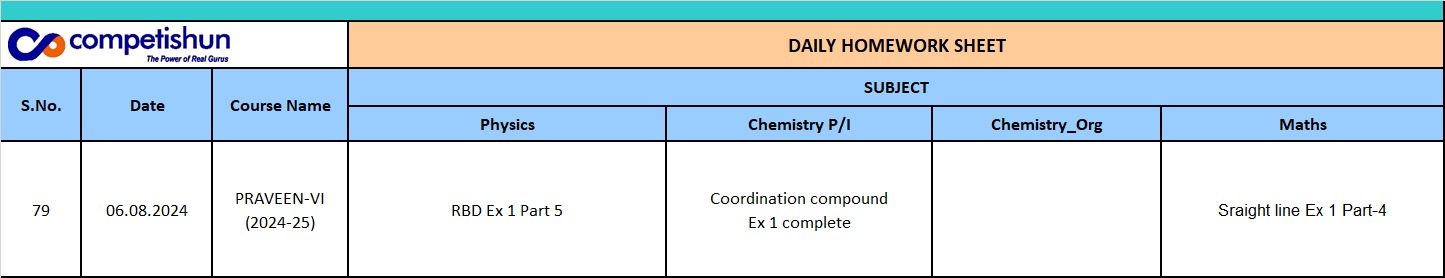 competishun
The Power of Real Gurus
DAILY HOMEWORK SHEET
S.No.
Date
Course Name
SUBJECT
Physics
Chemistry P/I
Chemistry_Org
Maths
79
06.08.2024
PRAVEEN-VI
(2024-25)
RBD Ex 1 Part 5
Coordination compound
Ex 1 complete
Sraight line Ex 1 Part-4